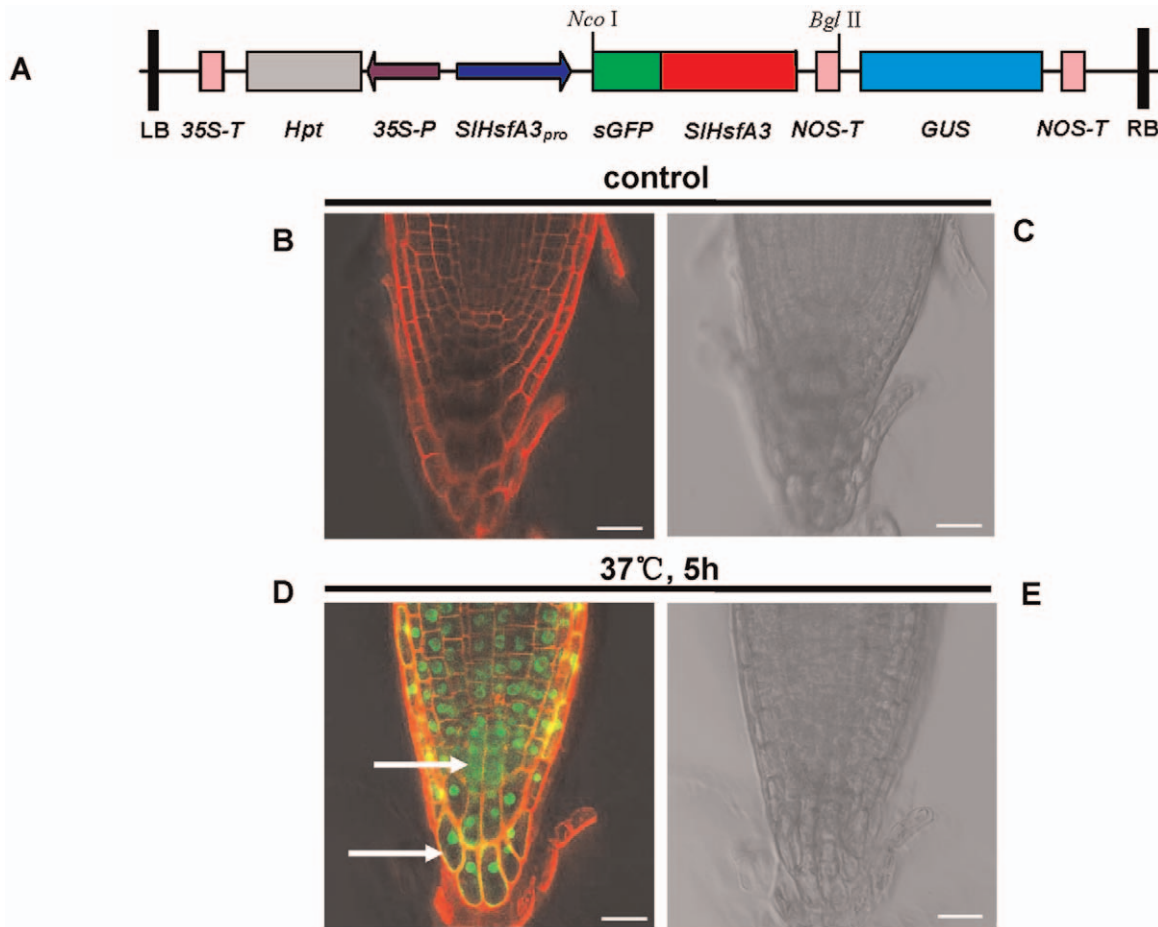 Nco I Bgl II
A
LB 35S-T Hpt 35S-P SlHsfA3pro sGFP SlHsfA3 NOS-T GUS NOS-T RB
control
B C
37℃, 5h
D E